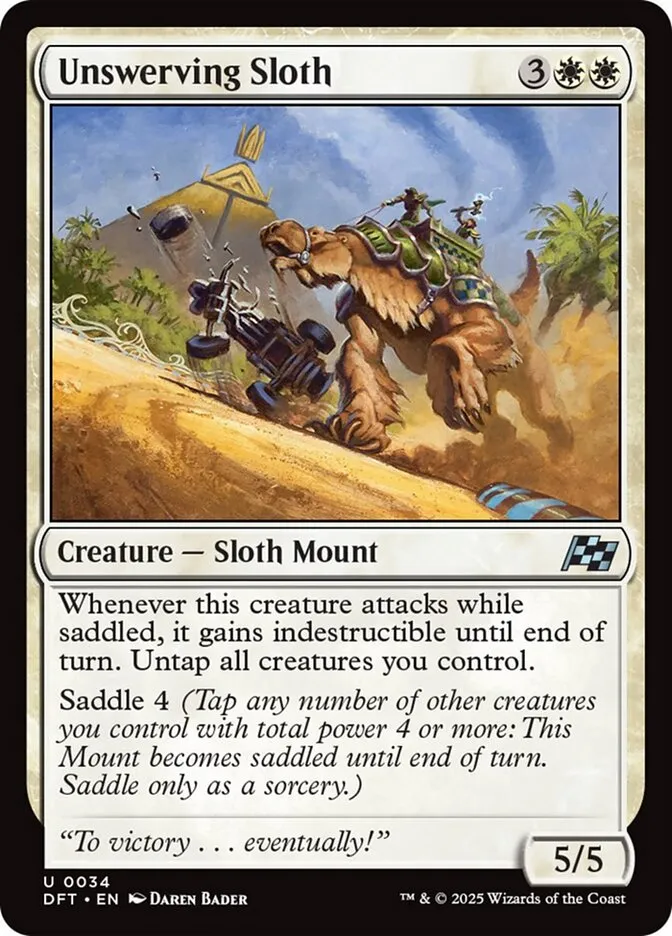 Unswerving Sloth 3
Creature — Sloth Mount
Whenever this creature attacks while
saddled, it gains indestructible until end of
turn. Untap all creatures you control.
Saddle 4 (Tap any number of other creatures
you control with total power 4 or more: This
Mount becomes saddled until end of turn.
Saddle only as a sorcery.)
“To victory . . . eventually!”
5/5
U 0034
DFT • EN Daren Bader ™ & © 2025 Wizards of the Coast